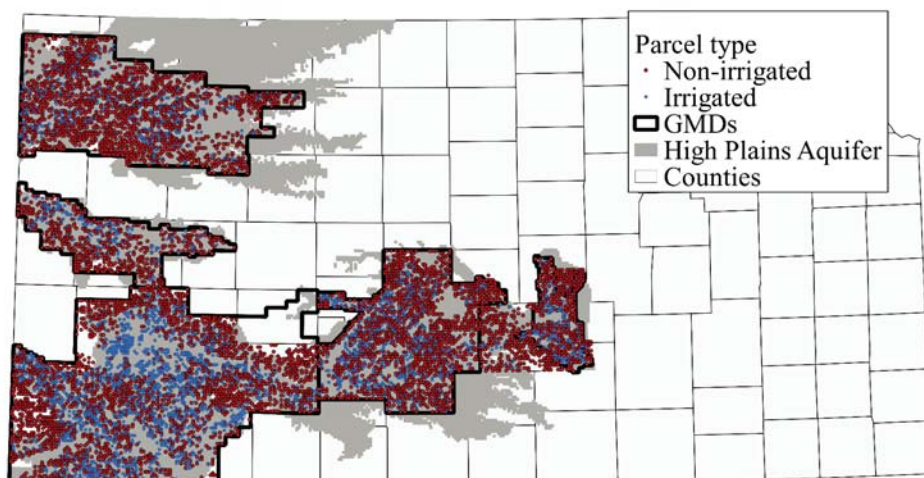 Parcel type
Non-irrigated
Irrigated
GMDs
High Plains Aquifer
Counties